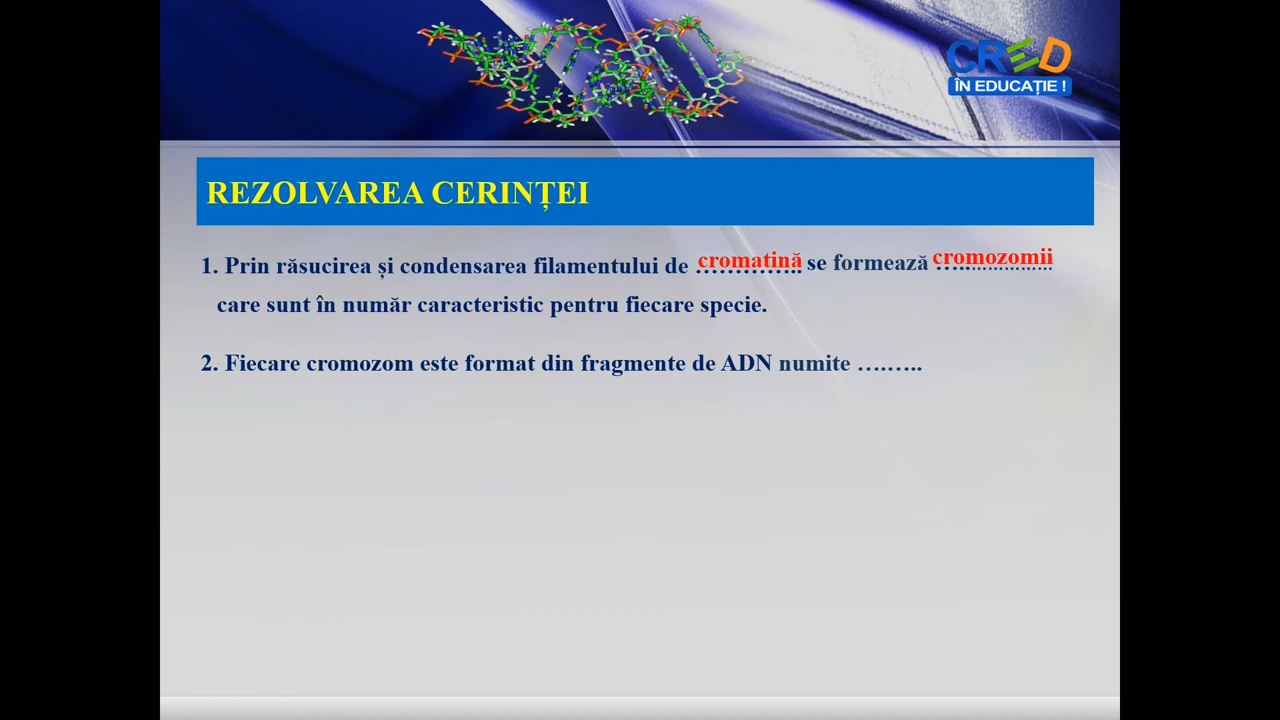 CRED
ÎN EDUCAȚIE !
REZOLVAREA CERINȚEI
1. Prin răsucirea și condensarea filamentului de cromatină se formează cromozomii
care sunt în număr caracteristic pentru fiecare specie.
2. Fiecare cromozom este format din fragmente de ADN numite ……..